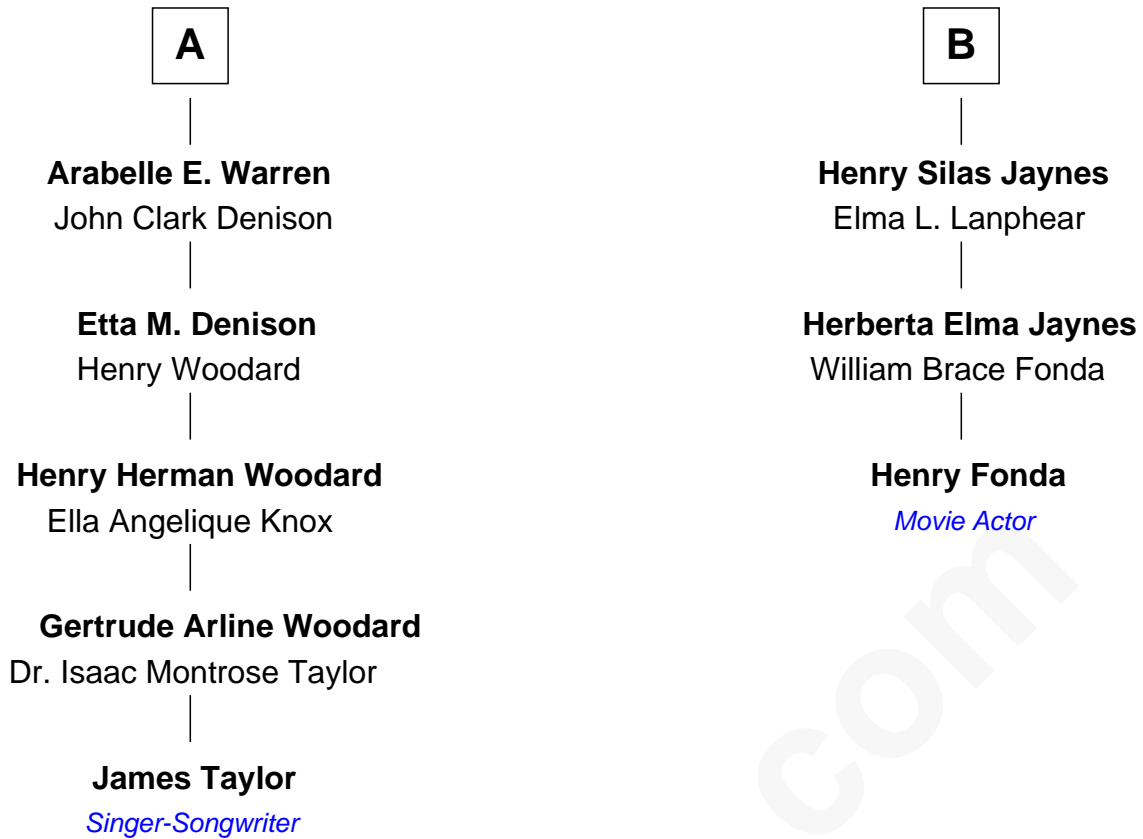 A
Arabelle E. Warren
John Clark Denison
Etta M. Denison
Henry Woodard
Henry Herman Woodard
Ella Angelique Knox
Gertrude Arline Woodard
Dr. Isaac Montrose Taylor
James Taylor
Singer-Songwriter
B
Henry Silas Jaynes
Elma L. Lanphear
Herberta Elma Jaynes
William Brace Fonda
Henry Fonda
Movie Actor
com